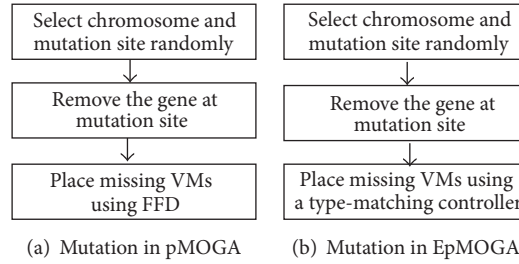 Select chromosome and
mutation site randomly
Remove the gene at
mutation site
Place missing VMs
using FFD
(a) Mutation in pMOGA
Select chromosome and
mutation site randomly
Remove the gene at
mutation site
Place missing VMs using
a type-matching controller
(b) Mutation in EpMOGA